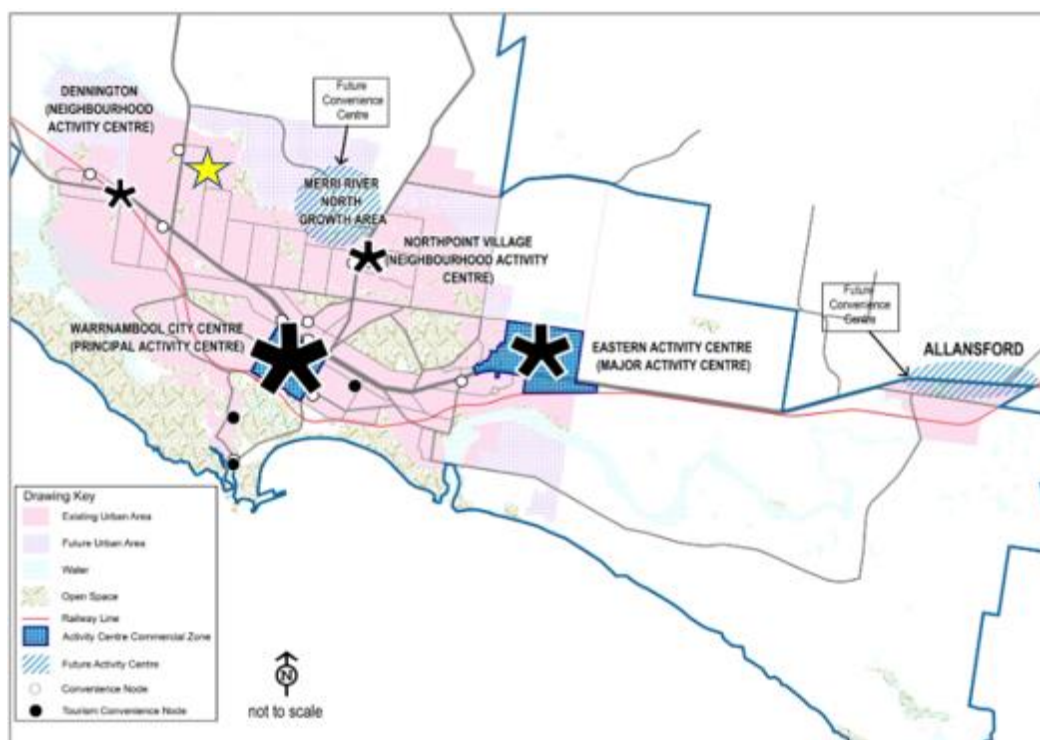 DENNINGTON
(NEIGHBOURHOOD
ACTIVITY CENTRE)
Future
Convenience
Centre
MERRI RIVER
NORTH
GROWTH AREA
NORTHPOINT VILLAGE
(NEIGHBOURHOOD ACTIVITY
CENTRE)
WARRNAMBOOL CITY CENTRE
(PRINCIPAL ACTIVITY CENTRE)
EASTERN ACTIVITY CENTRE
(MAJOR ACTIVITY CENTRE)
Future
Convenience
Centre
ALLANSFORD
Drawing Key
Existing Urban Area
Future Urban Area
Water
Open Space
Railway Line
Activity Centre Commercial Zone
Future Activity Centre
Convenience Node
Tourism Convenience Node
N
not to scale